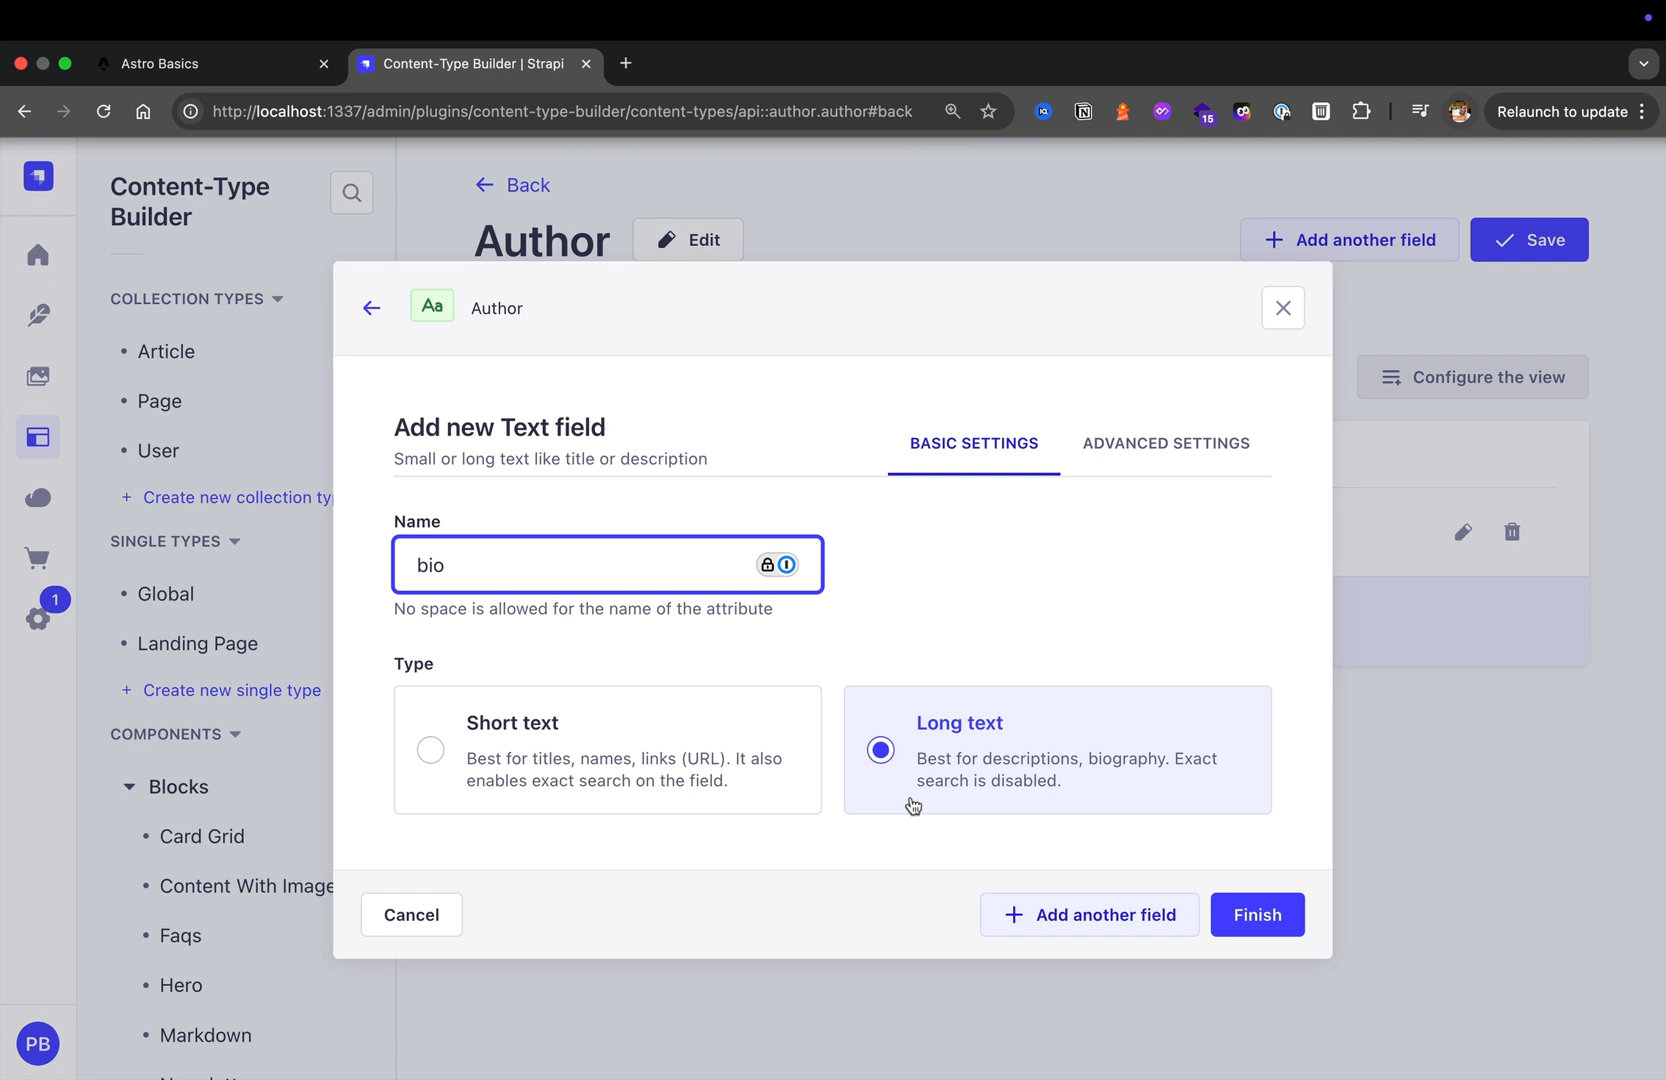 Astro Basics
Content-Type Builder | Strapi
http://localhost:1337/admin/plugins/content-type-builder/content-types/api::author.author#back
15
Relaunch to update
Content-Type
Builder
COLLECTION TYPES
Article
Page
User
Create new collection ty
SINGLE TYPES
Global
Landing Page
Create new single type
COMPONENTS
Blocks
Card Grid
Content With Image
Faqs
Hero
Markdown
1
PB
Back
Author
Edit
Add another field
Save
Configure the view
Aa
Author
Add new Text field
Small or long text like title or description
BASIC SETTINGS
ADVANCED SETTINGS
Name
bio
No space is allowed for the name of the attribute
Type
Short text
Best for titles, names, links (URL). It also
enables exact search on the field.
Long text
Best for descriptions, biography. Exact
search is disabled.
Cancel
Add another field
Finish